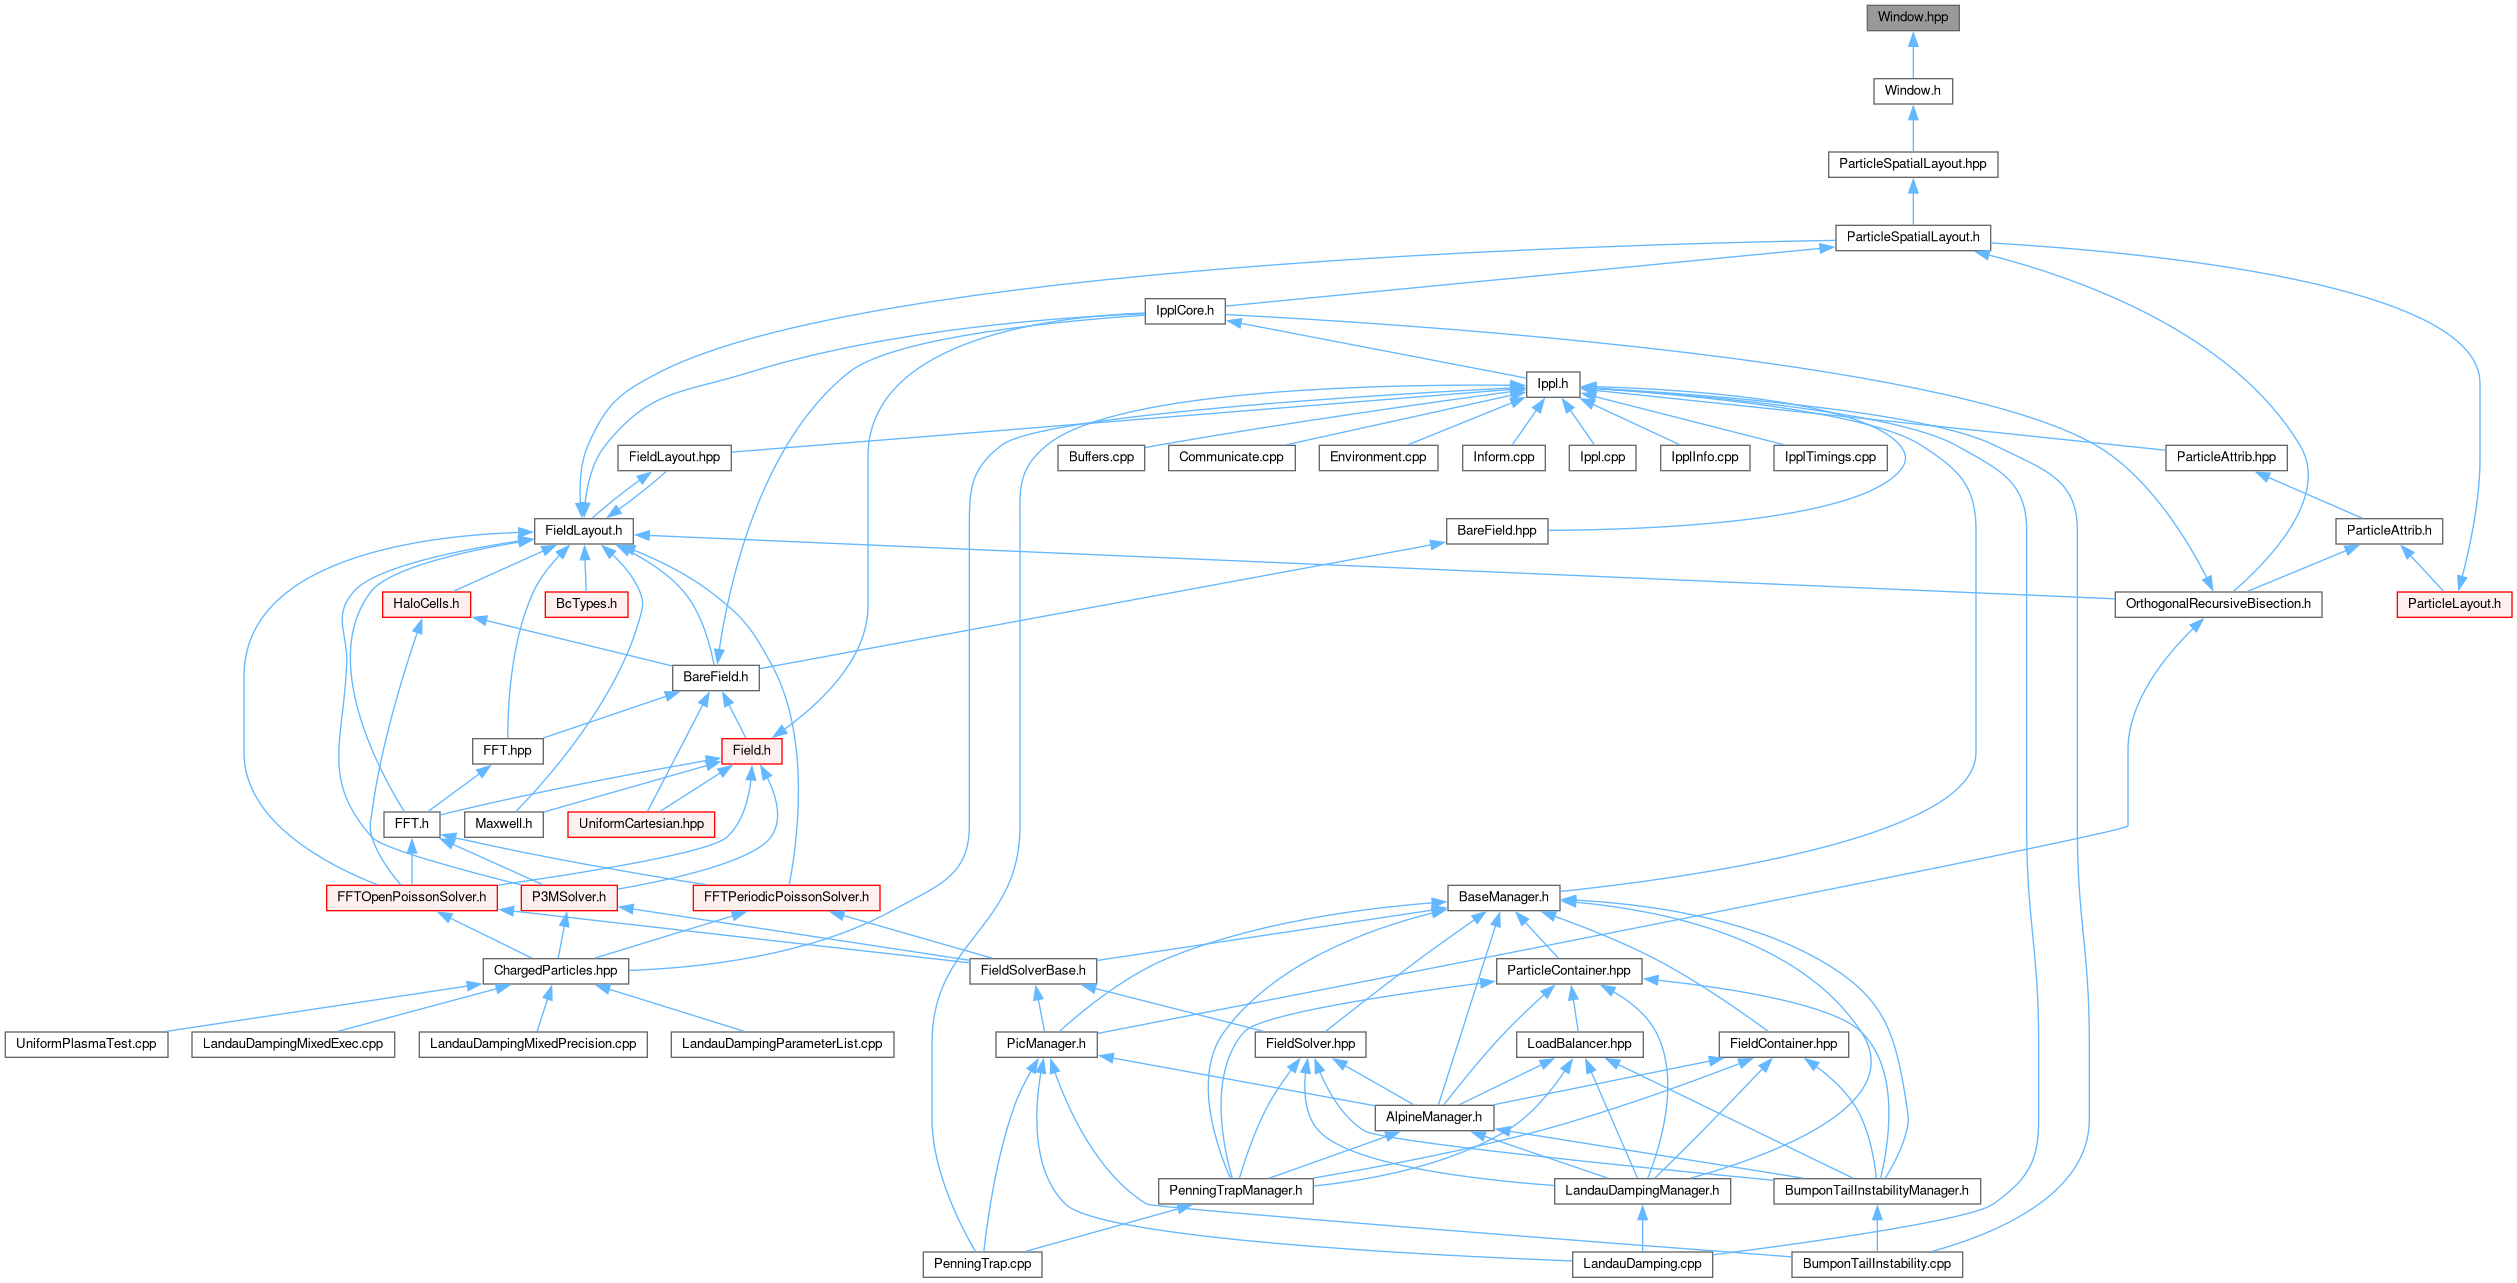 Window.hpp
Window.h
ParticleSpatialLayout.hpp
ParticleSpatialLayout.h
IpplCore.h
Ippl.h
FieldLayout.hpp
Buffers.cpp
Communicate.cpp
Environment.cpp
Inform.cpp
Ippl.cpp
IpplInfo.cpp
IpplTimings.cpp
ParticleAttrib.hpp
FieldLayout.h
BareField.hpp
ParticleAttrib.h
HaloCells.h
BcTypes.h
OrthogonalRecursiveBisection.h
ParticleLayout.h
BareField.h
FFT.hpp
Field.h
FFT.h
Maxwell.h
UniformCartesian.hpp
FFTOpenPoissonSolver.h
P3MSolver.h
FFTPeriodicPoissonSolver.h
BaseManager.h
ChargedParticles.hpp
FieldSolverBase.h
ParticleContainer.hpp
UniformPlasmaTest.cpp
LandauDampingMixedExec.cpp
LandauDampingMixedPrecision.cpp
LandauDampingParameterList.cpp
PicManager.h
FieldSolver.hpp
LoadBalancer.hpp
FieldContainer.hpp
AlpineManager.h
PenningTrapManager.h
LandauDampingManager.h
BumponTailInstabilityManager.h
PenningTrap.cpp
LandauDamping.cpp
BumponTailInstability.cpp